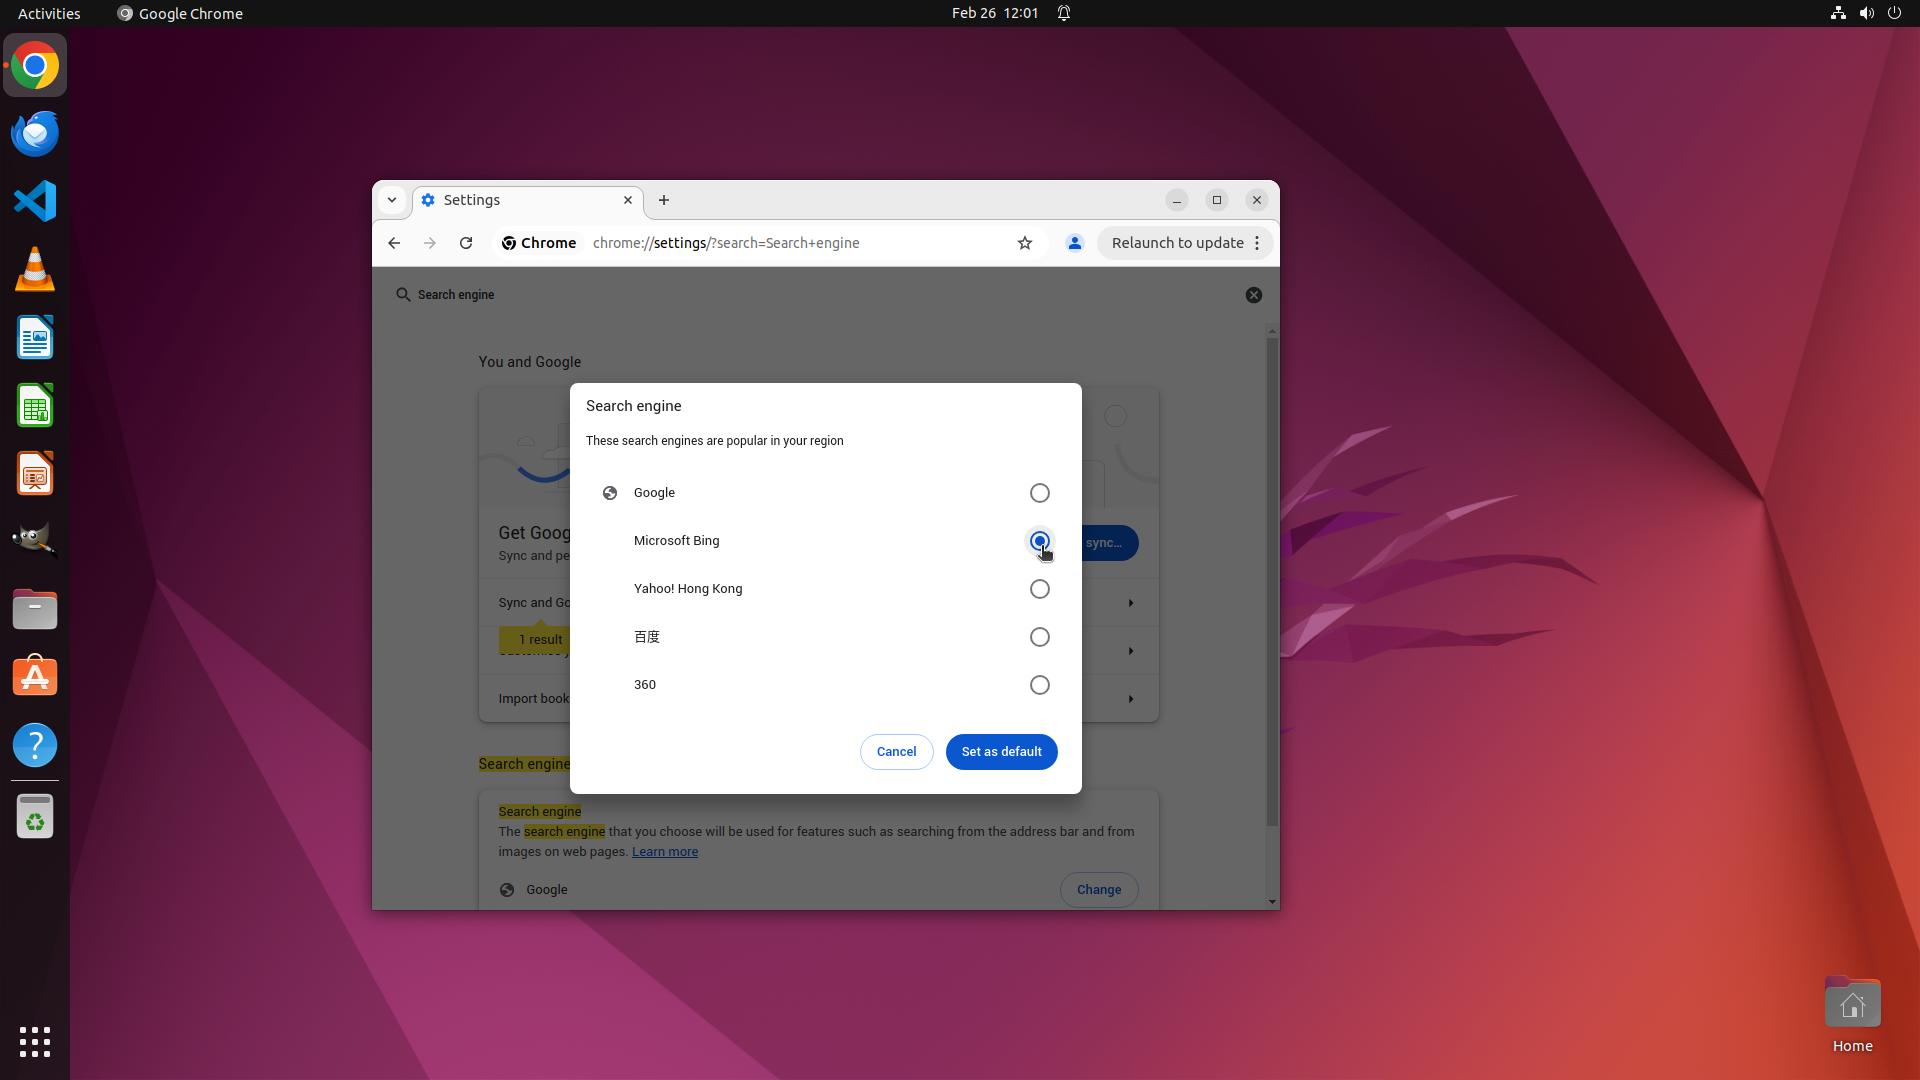 Activities
Google Chrome
Feb 26 12:01
Settings
Chrome
chrome://settings/?search=Search+engine
Relaunch to update
Search engine
You and Google
Get Goog
Sync and pe
sync...
Sync and Go
1 result
Import book
Search engine
These search engines are popular in your region
Google
Microsoft Bing
Yahoo! Hong Kong
百度
360
Cancel
Set as default
Search engine
Search engine
The search engine that you choose will be used for features such as searching from the address bar and from
images on web pages. Learn more
Google
Change
Home